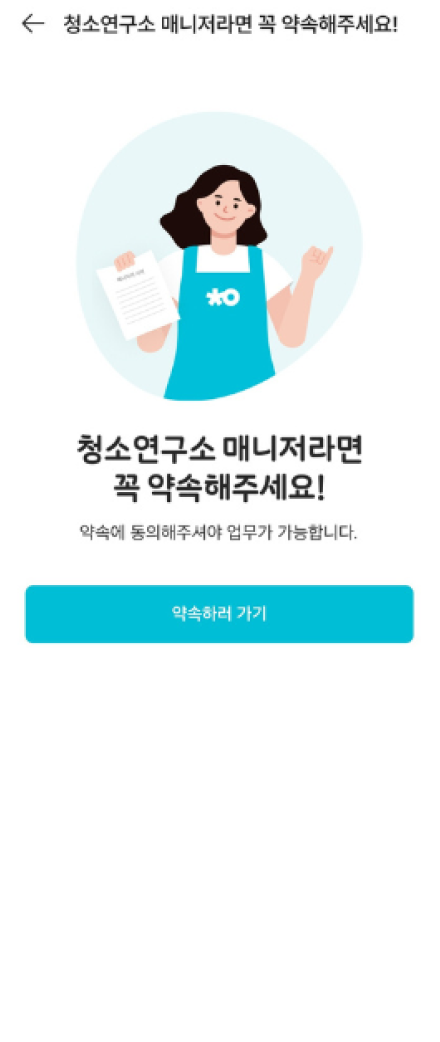 청소연구소 매니저라면 꼭 약속해주세요!
청소연구소 매니저라면
꼭 약속해주세요!
약속에 동의해주셔야 업무가 가능합니다.
약속하러 가기